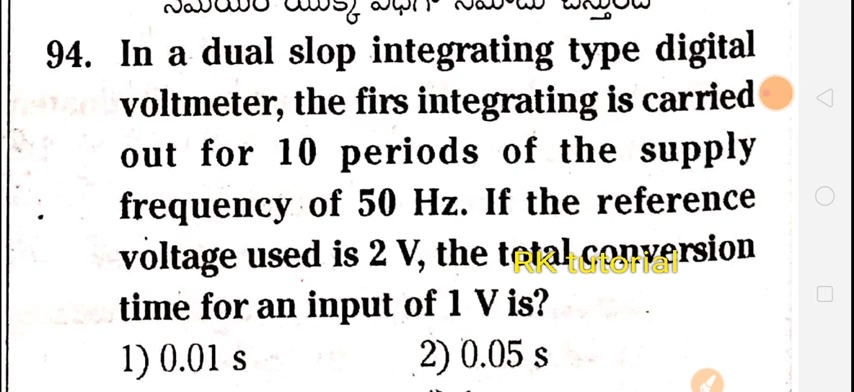 94. In a dual slop integrating type digital
voltmeter, the firs integrating is carried
out for 10 periods of the supply
frequency of 50 Hz. If the reference
voltage used is 2 V, the total conversion
RK tutorial
time for an input of 1 V is?
1) 0.01 s 2) 0.05 s